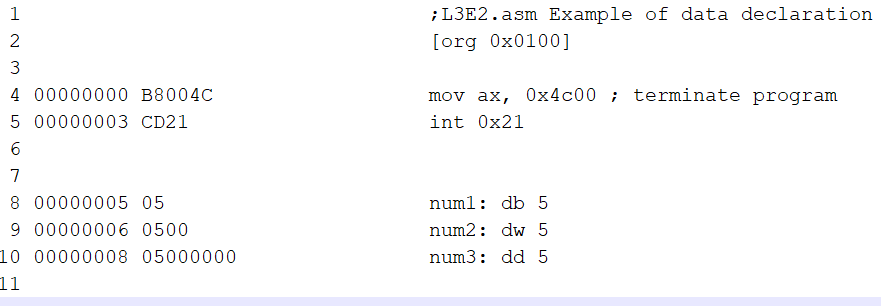 1 ;L3E2.asm Example of data declaration
2 [org 0x0100]
3
4 00000000 B8004C mov ax, 0x4c00 ; terminate program
5 00000003 CD21 int 0x21
6
7
8 00000005 05 num1: db 5
9 00000006 0500 num2: dw 5
10 00000008 05000000 num3: dd 5
11